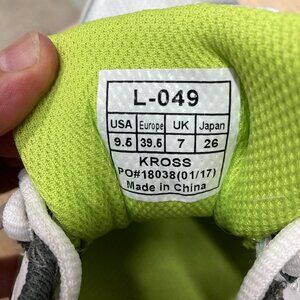 L-049
USA Europe UK Japan
9.5 39.5 7 26
KROSS
PO#18038(01/17)
Made in China